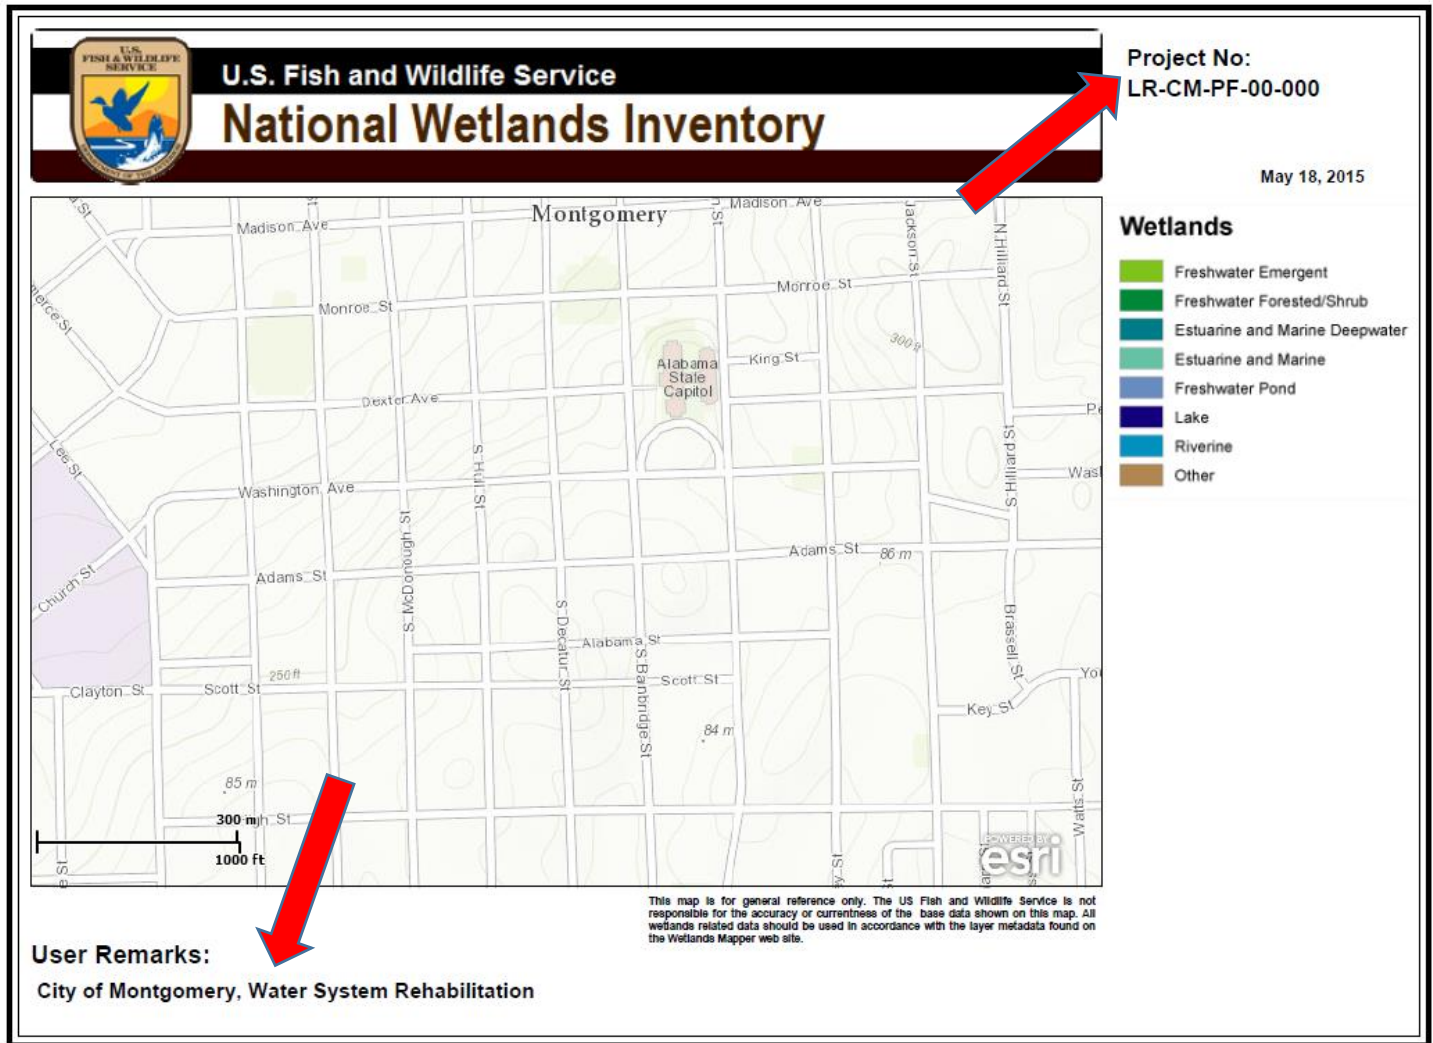 U.S.
FISH & WILDLIFE
SERVICE
DEPARTMENT OF THE INTERIOR
U.S. Fish and Wildlife Service
National Wetlands Inventory
Project No:
LR-CM-PF-00-000
May 18, 2015
Wetlands
Freshwater Emergent
Freshwater Forested/Shrub
Estuarine and Marine Deepwater
Estuarine and Marine
Freshwater Pond
Lake
Riverine
Other
Montgomery
Madison Ave
Madison Ave
Jackson St
N Hilliard St
Monroe St
Monroe St
King St
300 ft
Alabama
State
Capitol
Dexter Ave
Lee St
S Hull St
S Hilliard St
Washington Ave
S McDonough St
Adams St
86 m
Adams St
Church St
S Decatur St
Alabama St
S Bainbridge St
Brassell St
250 ft
Clayton St
Scott St
Scott St
Key St
84 m
85 m
Watts St
300 m
1000 ft
POWERED BY
esri
This map is for general reference only. The US Fish and Wildlife Service is not
responsible for the accuracy or currentness of the base data shown on this map. All
wetlands related data should be used in accordance with the layer metadata found on
the Wetlands Mapper web site.
User Remarks:
City of Montgomery, Water System Rehabilitation